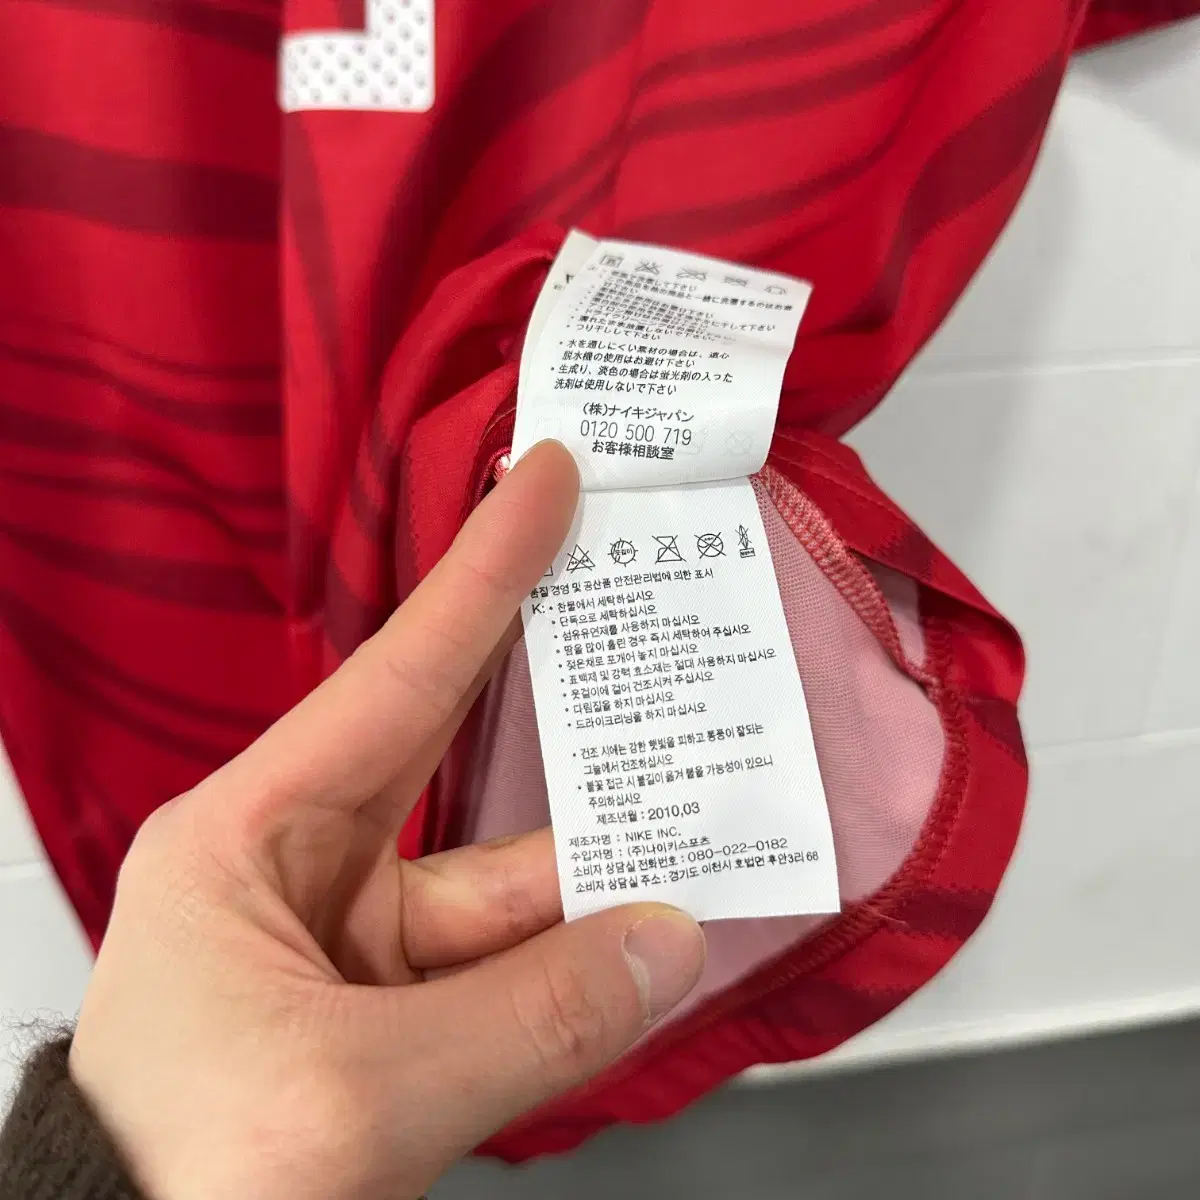 ・水を通しにくい素材の場合は、遠心
脱水機の使用はお避け下さい
・生成り、淡色の場合は蛍光剤の入った
洗剤は使用しないで下さい
(株)ナイキジャパン
0120 500 719
お客様相談室
품질 경영 및 공산품 안전관리법에 의한 표시
K: • 찬물에서 세탁하십시오
• 단독으로 세탁하십시오
• 섬유유연제를 사용하지 마십시오
• 땀을 많이 흘린 경우 즉시 세탁하여 주십시오
• 젖은채로 포개어 놓지 마십시오
• 표백제 및 강력 효소재는 절대 사용하지 마십시오
• 옷걸이에 걸어 건조시켜 주십시오
• 다림질을 하지 마십시오
• 드라이크리닝을 하지 마십시오
• 건조 시에는 강한 햇빛을 피하고 통풍이 잘되는
그늘에서 건조하십시오
• 불꽃 접근 시 불길이 옮겨 붙을 가능성이 있으니
주의하십시오
제조년월 : 2010.03
제조자명 : NIKE INC.
수입자명 : (주)나이키스포츠
소비자 상담실 전화번호 : 080-022-0182
소비자 상담실 주소 : 경기도 이천시 호법면 후안3리 68